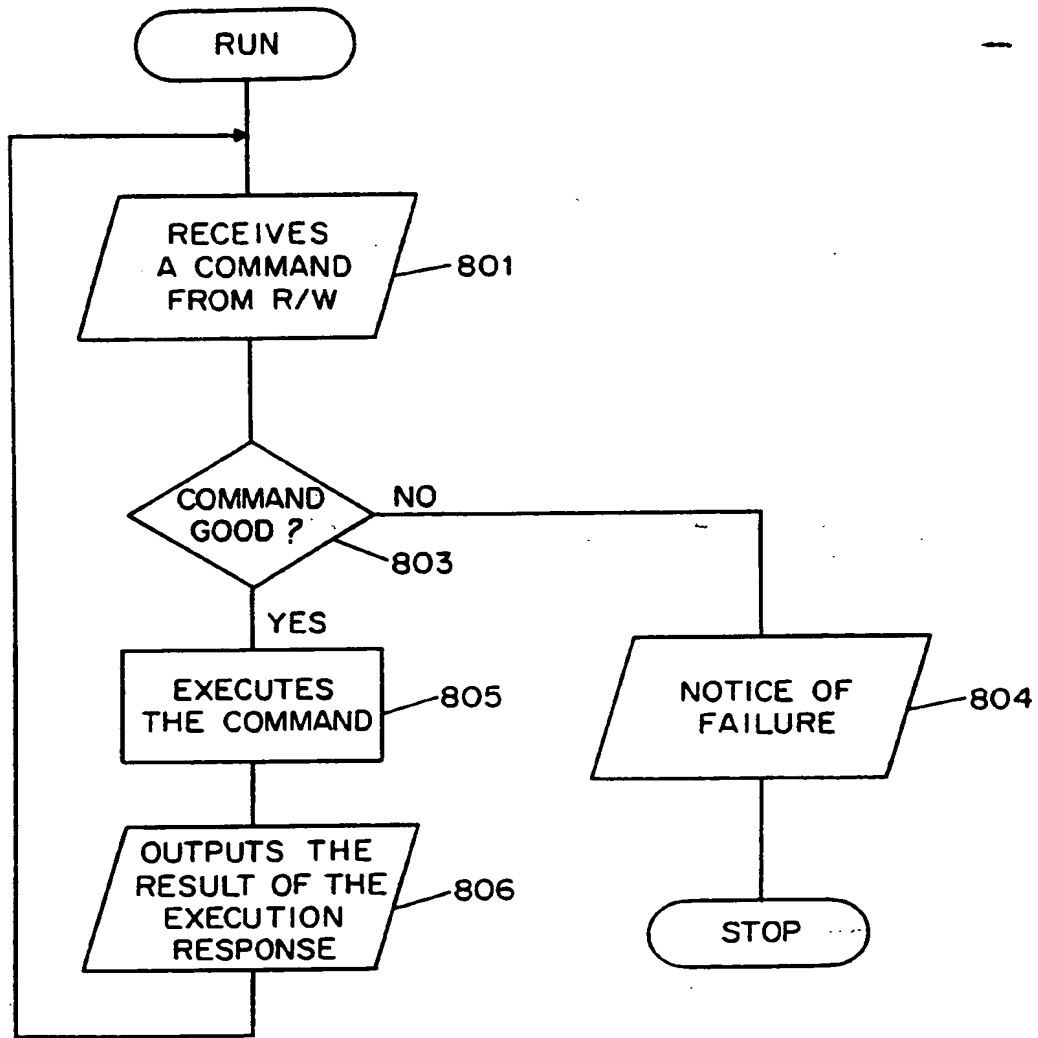 RUN
RECEIVES
A COMMAND
FROM R/W
801
COMMAND
GOOD ?
NO
803
YES
EXECUTES
THE COMMAND
805
NOTICE OF
FAILURE
804
OUTPUTS THE
RESULT OF THE
EXECUTION
RESPONSE
806
STOP